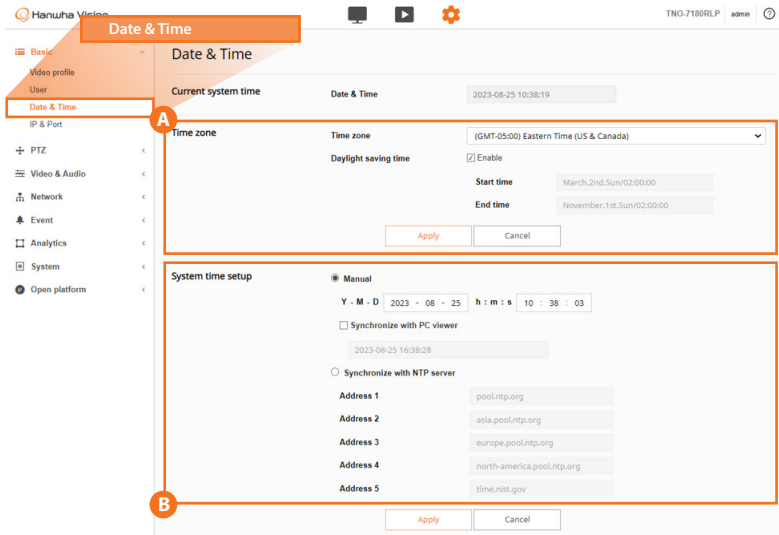 Hanwha Vision
TNO-7180RLP admin ?
Date & Time
Basic
Video profile
User
Date & Time
IP & Port
PTZ
Video & Audio
Network
Event
Analytics
System
Open platform
Date & Time
Current system time
Date & Time 2023-08-25 10:38:19
A
Time zone
Time zone (GMT-05:00) Eastern Time (US & Canada)
Daylight saving time Enable
Start time March.2nd.Sun/02:00:00
End time November.1st.Sun/02:00:00
Apply Cancel
System time setup
Manual
Y - M - D 2023 - 08 - 25 h : m : s 10 : 38 : 03
Synchronize with PC viewer
2023-08-25 16:38:28
Synchronize with NTP server
Address 1 pool.ntp.org
Address 2 asia.pool.ntp.org
Address 3 europe.pool.ntp.org
Address 4 north-america.pool.ntp.org
Address 5 time.nist.gov
B
Apply Cancel